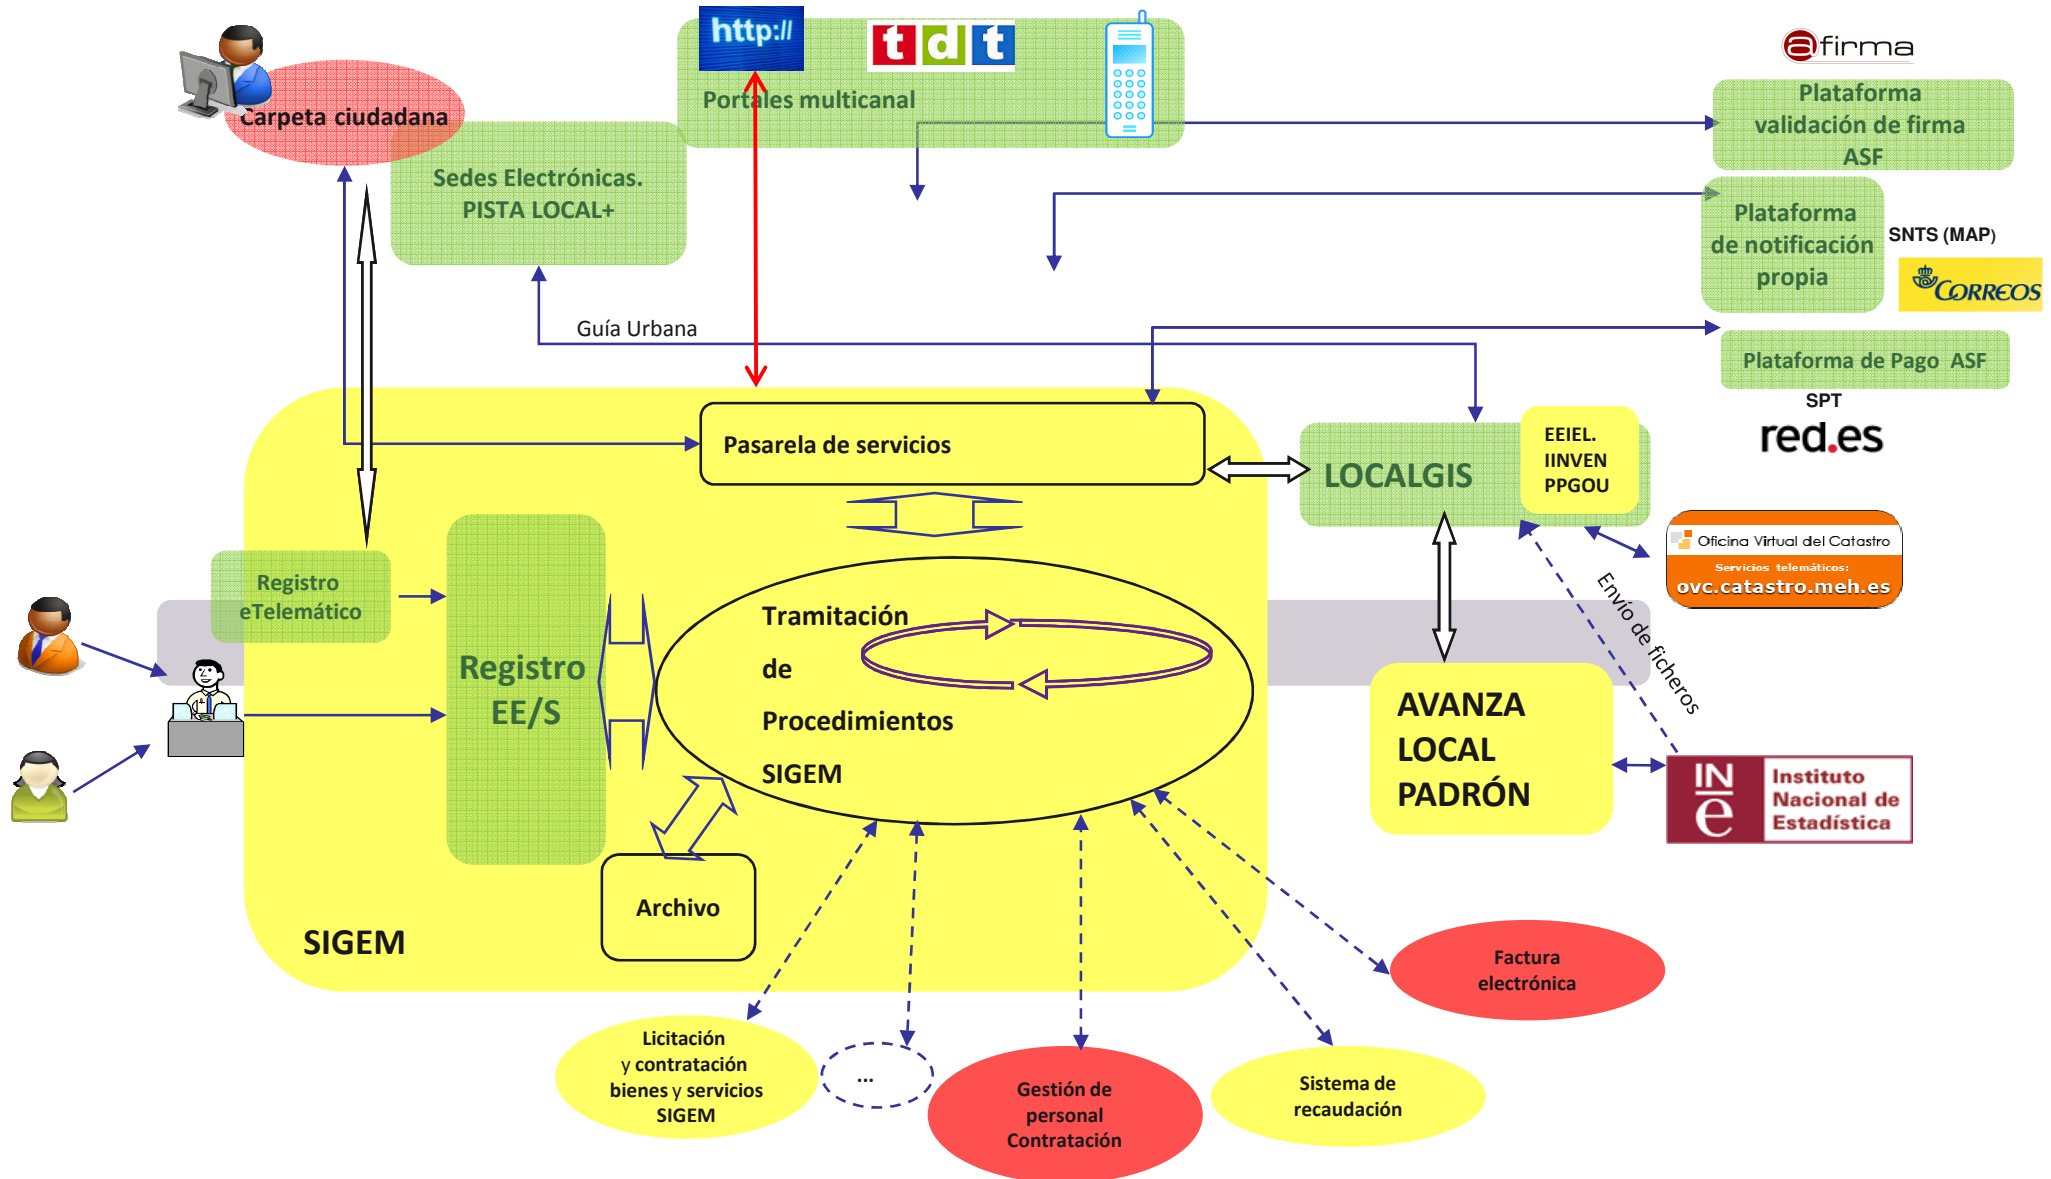 http://
tdt
Portales multicanal
Carpeta ciudadana
Sedes Electrónicas.
PISTA LOCAL+
afirma
Plataforma
validación de firma
ASF
Plataforma
de notificación
propia
SNTS (MAP)
CORREOS
Guía Urbana
Plataforma de Pago ASF
SPT
red.es
Pasarela de servicios
LOCALGIS
EEIEL.
IINVEN
PPGOU
Oficina Virtual del Catastro
Servicios telemáticos:
ovc.catastro.meh.es
Registro
eTelemático
Registro
EE/S
Tramitación
de
Procedimientos
SIGEM
Envío de ficheros
AVANZA
LOCAL
PADRÓN
INe
Instituto
Nacional de
Estadística
Archivo
SIGEM
Factura
electrónica
Licitación
y contratación
bienes y servicios
SIGEM
...
Gestión de
personal
Contratación
Sistema de
recaudación